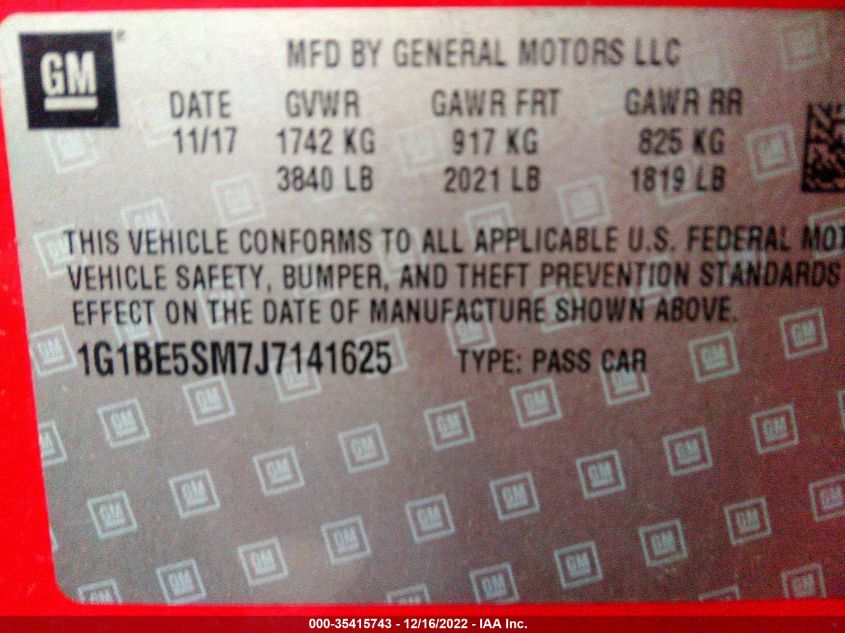 GM
MFD BY GENERAL MOTORS LLC
DATE GVWR GAWR FRT GAWR RR
11/17 1742 KG 917 KG 825 KG
3840 LB 2021 LB 1819 LB
THIS VEHICLE CONFORMS TO ALL APPLICABLE U.S. FEDERAL MOT
VEHICLE SAFETY, BUMPER, AND THEFT PREVENTION STANDARDS
EFFECT ON THE DATE OF MANUFACTURE SHOWN ABOVE.
1G1BE5SM7J7141625 TYPE: PASS CAR
000-35415743 - 12/16/2022 - IAA Inc.